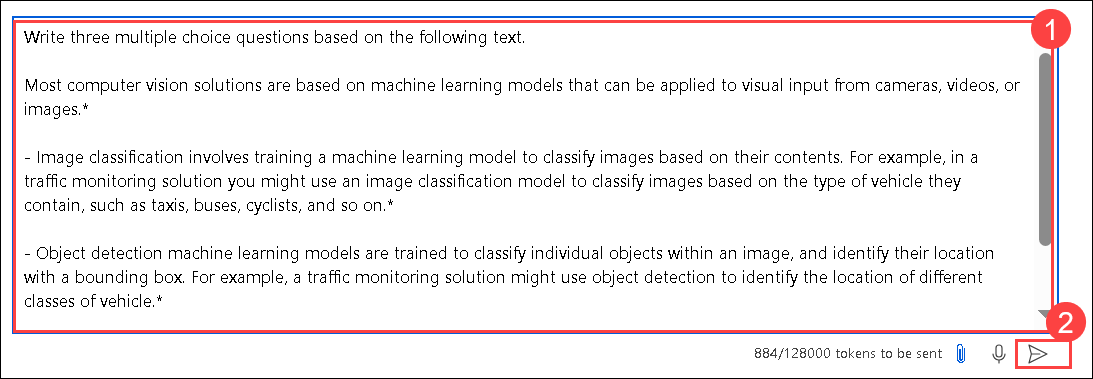 1
Write three multiple choice questions based on the following text.
Most computer vision solutions are based on machine learning models that can be applied to visual input from cameras, videos, or
images.*
- Image classification involves training a machine learning model to classify images based on their contents. For example, in a
traffic monitoring solution you might use an image classification model to classify images based on the type of vehicle they
contain, such as taxis, buses, cyclists, and so on.*
- Object detection machine learning models are trained to classify individual objects within an image, and identify their location
with a bounding box. For example, a traffic monitoring solution might use object detection to identify the location of different
classes of vehicle.*
2
884/128000 tokens to be sent